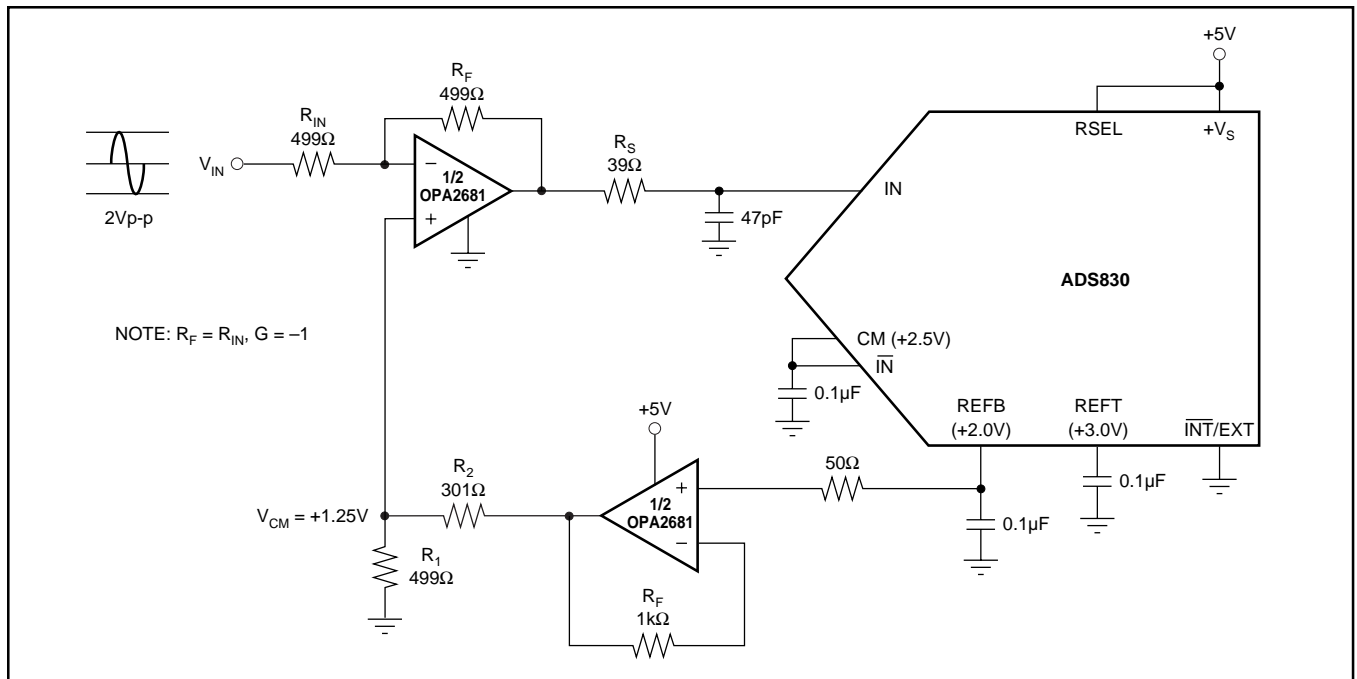 +5V
RSEL
+V_S
R_F
499Ω
R_IN
499Ω
V_IN
2Vp-p
–
1/2
OPA2681
+
R_S
39Ω
47pF
IN
ADS830
NOTE: R_F = R_IN, G = –1
CM (+2.5V)
I̅N̅
0.1µF
REFB
(+2.0V)
REFT
(+3.0V)
I̅N̅T̅/EXT
+5V
50Ω
0.1µF
0.1µF
R_2
301Ω
+
1/2
OPA2681
–
V_CM = +1.25V
R_1
499Ω
R_F
1kΩ